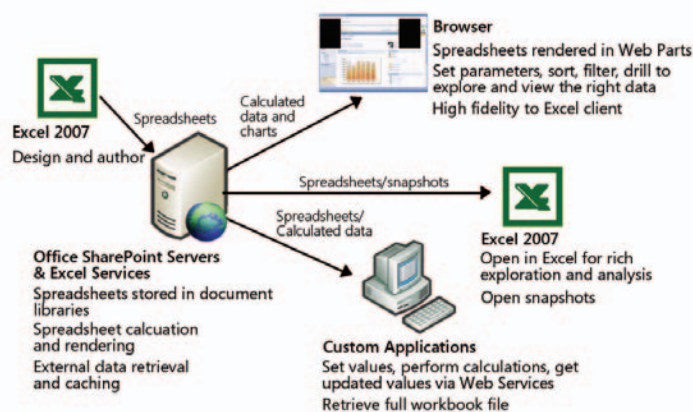 Browser
Spreadsheets rendered in Web Parts
Set parameters, sort, filter, drill to
explore and view the right data
High fidelity to Excel client
Excel 2007
Design and author
Spreadsheets
Calculated
data and
charts
Spreadsheets/snapshots
Spreadsheets/
Calculated data
Excel 2007
Open in Excel for rich
exploration and analysis
Open snapshots
Office SharePoint Servers
& Excel Services
Spreadsheets stored in document
libraries
Spreadsheet calcuation
and rendering
External data retrieval
and caching
Custom Applications
Set values, perform calculations, get
updated values via Web Services
Retrieve full workbook file